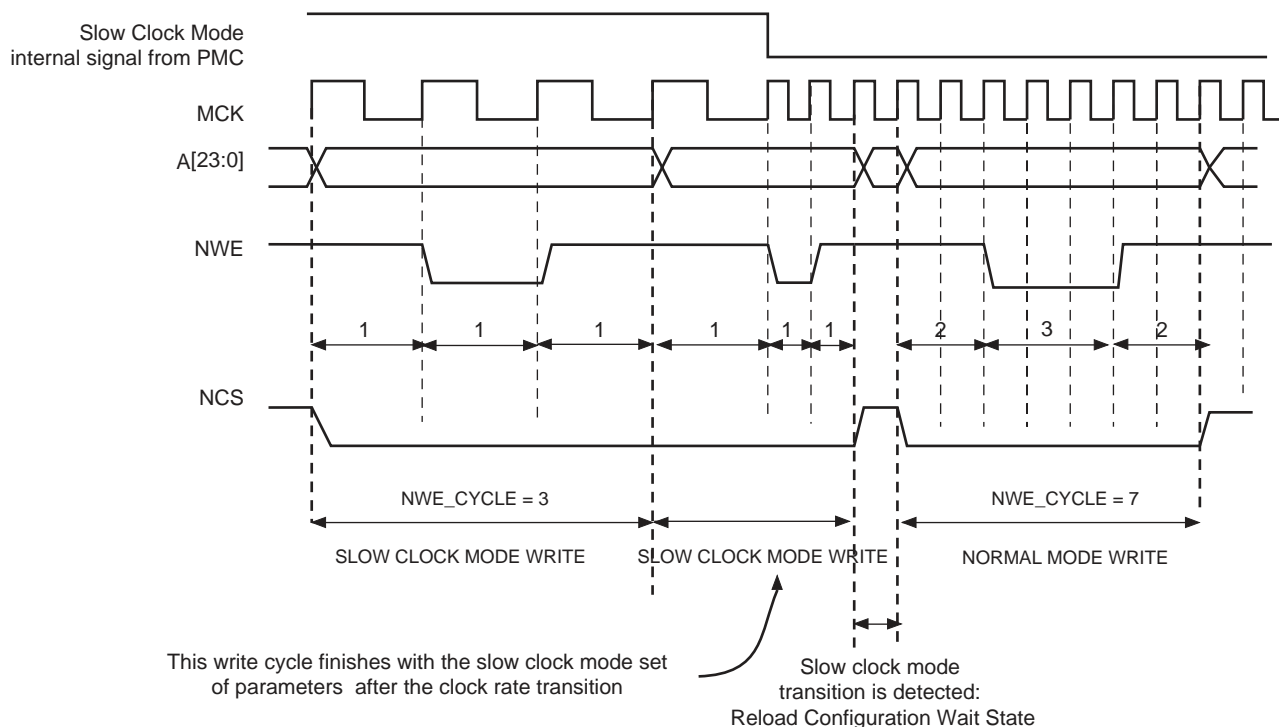 Slow Clock Mode
internal signal from PMC
MCK
A[23:0]
NWE
1 1 1 1 1 1 2 3 2
NCS
NWE_CYCLE = 3 NWE_CYCLE = 7
SLOW CLOCK MODE WRITE SLOW CLOCK MODE WRITE NORMAL MODE WRITE
This write cycle finishes with the slow clock mode set
of parameters after the clock rate transition
Slow clock mode
transition is detected:
Reload Configuration Wait State